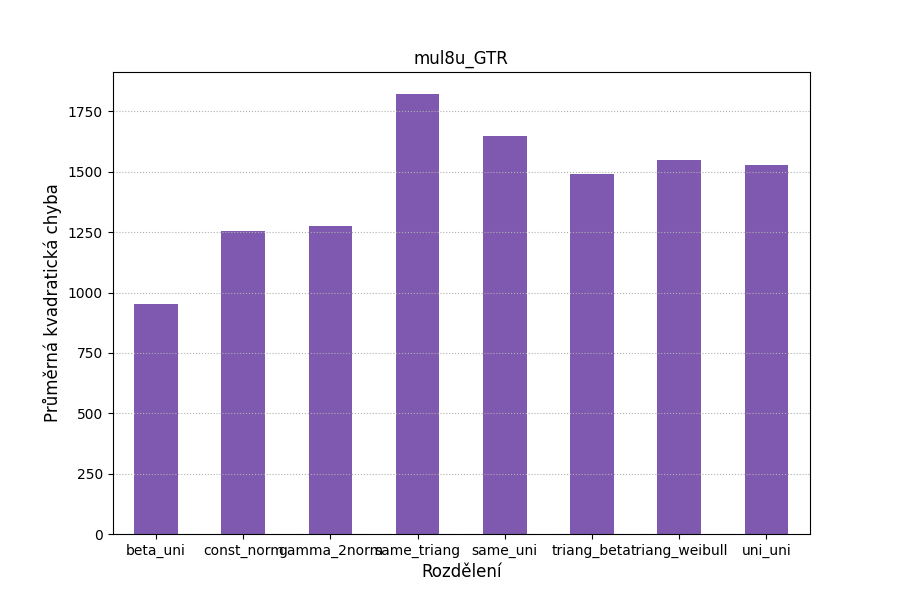 mul8u_GTR
Průměrná kvadratická chyba
1750
1500
1250
1000
750
500
250
0
beta_uni const_norm gamma_2norm same_triang same_uni triang_beta triang_weibull uni_uni
Rozdělení